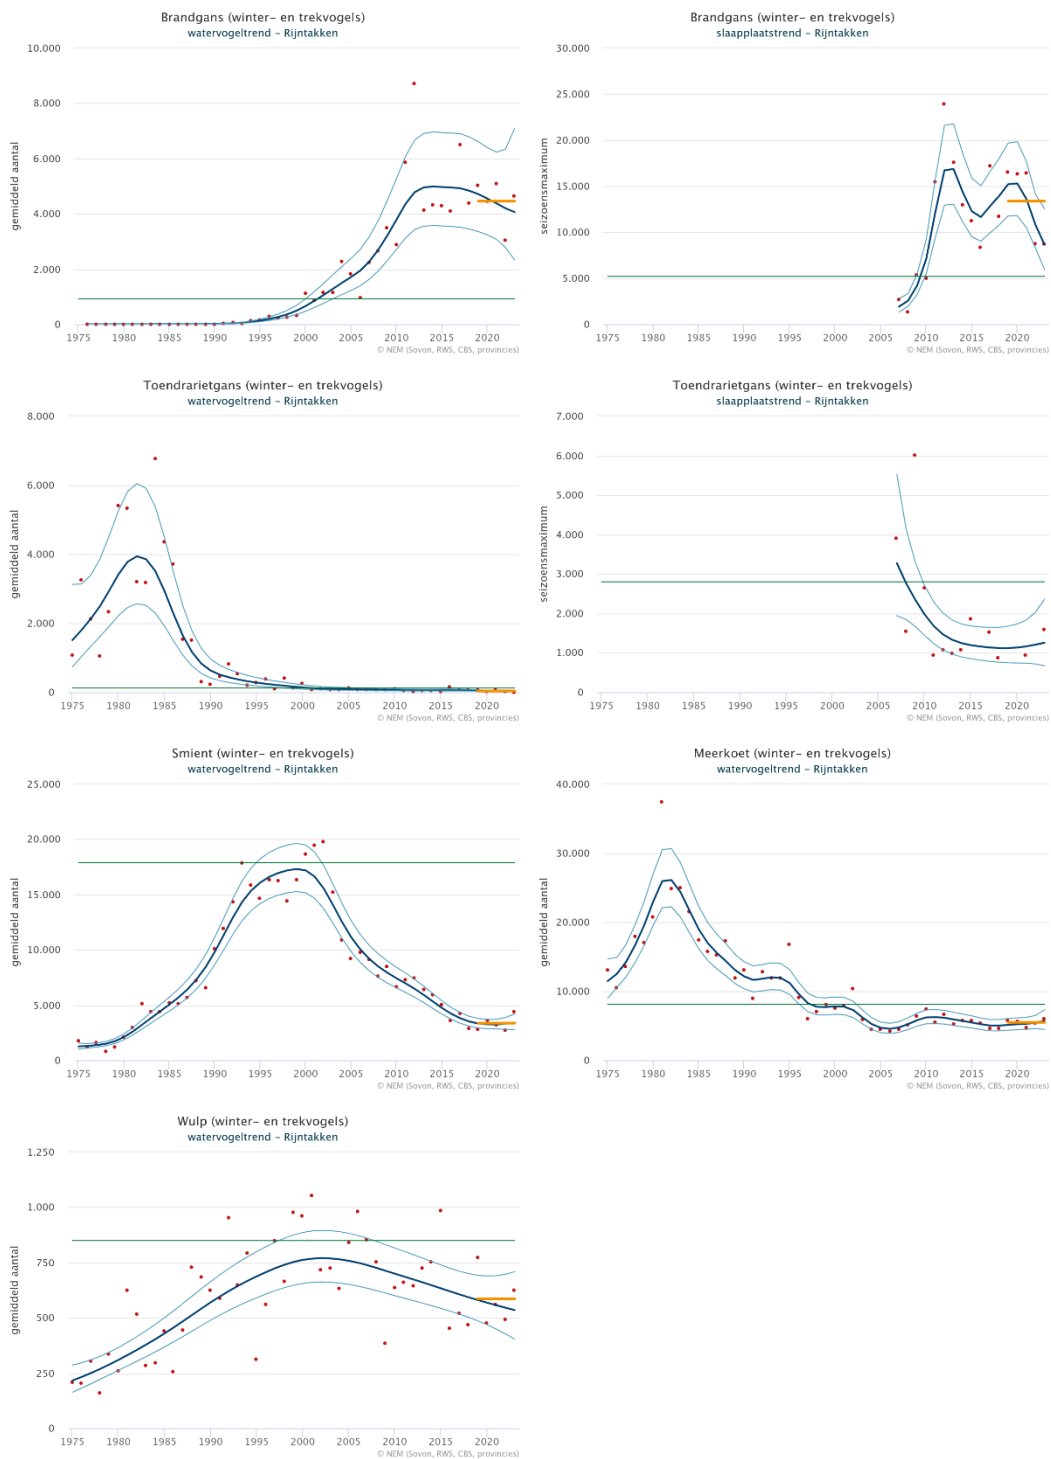 Brandgans (winter- en trekvogels)
watervogeltrend - Rijntakken
gemiddeld aantal
10.000
8.000
6.000
4.000
2.000
0
1975 1980 1985 1990 1995 2000 2005 2010 2015 2020
© NEM (Sovon, RWS, CBS, provincies)
Brandgans (winter- en trekvogels)
slaapplaatstrend - Rijntakken
seizoensmaximum
30.000
25.000
20.000
15.000
10.000
5.000
0
1975 1980 1985 1990 1995 2000 2005 2010 2015 2020
© NEM (Sovon, RWS, CBS, provincies)
Toendrarietgans (winter- en trekvogels)
watervogeltrend - Rijntakken
gemiddeld aantal
8.000
6.000
4.000
2.000
0
1975 1980 1985 1990 1995 2000 2005 2010 2015 2020
© NEM (Sovon, RWS, CBS, provincies)
Toendrarietgans (winter- en trekvogels)
slaapplaatstrend - Rijntakken
seizoensmaximum
7.000
6.000
5.000
4.000
3.000
2.000
1.000
0
1975 1980 1985 1990 1995 2000 2005 2010 2015 2020
© NEM (Sovon, RWS, CBS, provincies)
Smient (winter- en trekvogels)
watervogeltrend - Rijntakken
gemiddeld aantal
25.000
20.000
15.000
10.000
5.000
0
1975 1980 1985 1990 1995 2000 2005 2010 2015 2020
© NEM (Sovon, RWS, CBS, provincies)
Meerkoet (winter- en trekvogels)
watervogeltrend - Rijntakken
gemiddeld aantal
40.000
30.000
20.000
10.000
0
1975 1980 1985 1990 1995 2000 2005 2010 2015 2020
© NEM (Sovon, RWS, CBS, provincies)
Wulp (winter- en trekvogels)
watervogeltrend - Rijntakken
gemiddeld aantal
1.250
1.000
750
500
250
0
1975 1980 1985 1990 1995 2000 2005 2010 2015 2020
© NEM (Sovon, RWS, CBS, provincies)